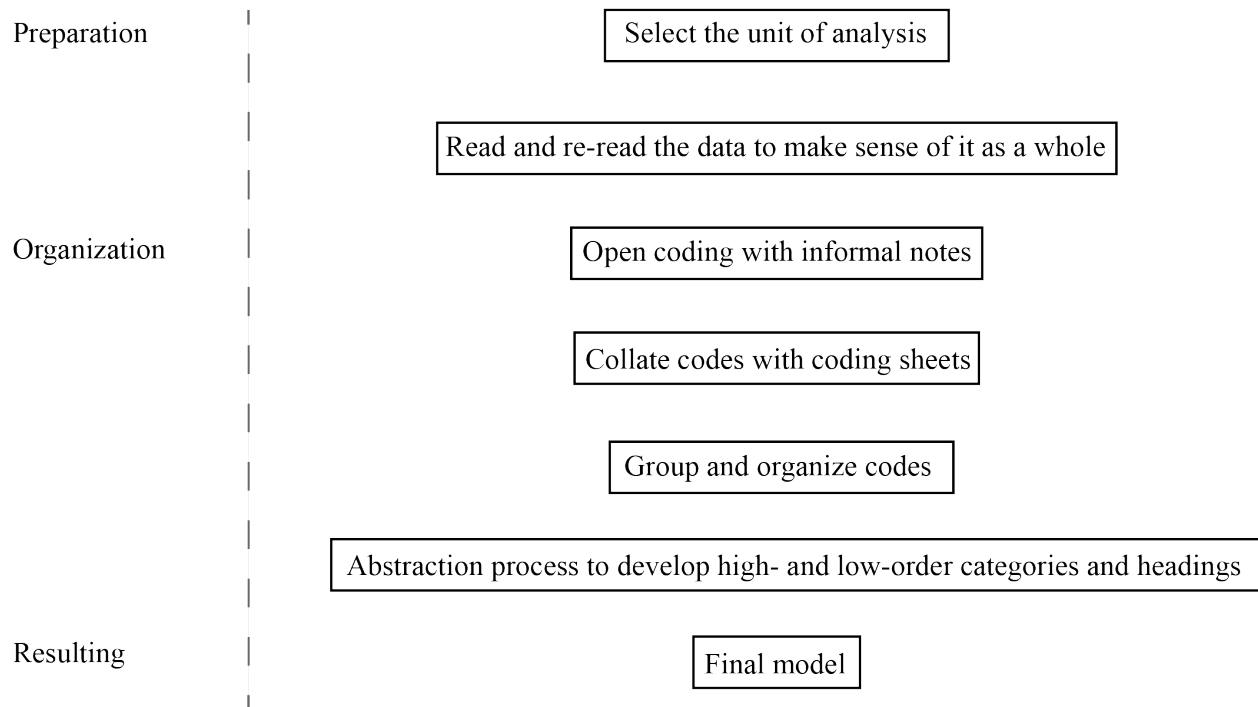 Preparation
Select the unit of analysis
Read and re-read the data to make sense of it as a whole
Organization
Open coding with informal notes
Collate codes with coding sheets
Group and organize codes
Abstraction process to develop high- and low-order categories and headings
Resulting
Final model